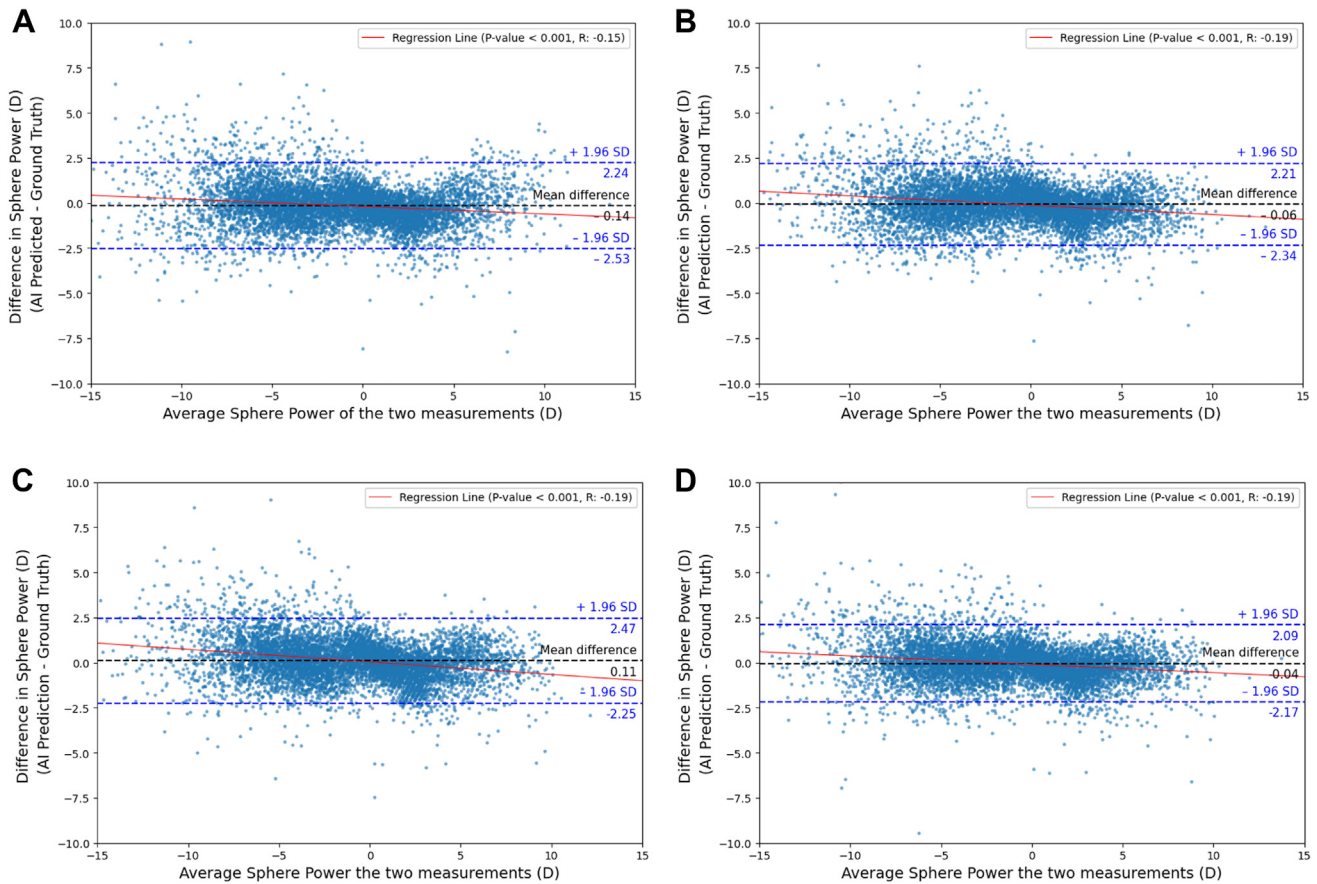 A
Difference in Sphere Power (D)
(AI Predicted - Ground Truth)
10.0
7.5
5.0
2.5
0.0
−2.5
−5.0
−7.5
−10.0
Regression Line (P-value < 0.001, R: -0.15)
+ 1.96 SD
2.24
Mean difference
– 0.14
– 1.96 SD
– 2.53
−15 −10 −5 0 5 10 15
Average Sphere Power of the two measurements (D)
B
Difference in Sphere Power (D)
(AI Prediction - Ground Truth)
10.0
7.5
5.0
2.5
0.0
−2.5
−5.0
−7.5
−10.0
Regression Line (P-value < 0.001, R: -0.19)
+ 1.96 SD
2.21
Mean difference
– 0.06
– 1.96 SD
– 2.34
−15 −10 −5 0 5 10 15
Average Sphere Power the two measurements (D)
C
Difference in Sphere Power (D)
(AI Prediction - Ground Truth)
10.0
7.5
5.0
2.5
0.0
−2.5
−5.0
−7.5
−10.0
Regression Line (P-value < 0.001, R: -0.19)
+ 1.96 SD
2.47
Mean difference
0.11
– 1.96 SD
-2.25
−15 −10 −5 0 5 10 15
Average Sphere Power the two measurements (D)
D
Difference in Sphere Power (D)
(AI Prediction - Ground Truth)
10.0
7.5
5.0
2.5
0.0
−2.5
−5.0
−7.5
−10.0
Regression Line (P-value < 0.001, R: -0.19)
+ 1.96 SD
2.09
Mean difference
-0.04
– 1.96 SD
-2.17
−15 −10 −5 0 5 10 15
Average Sphere Power the two measurements (D)